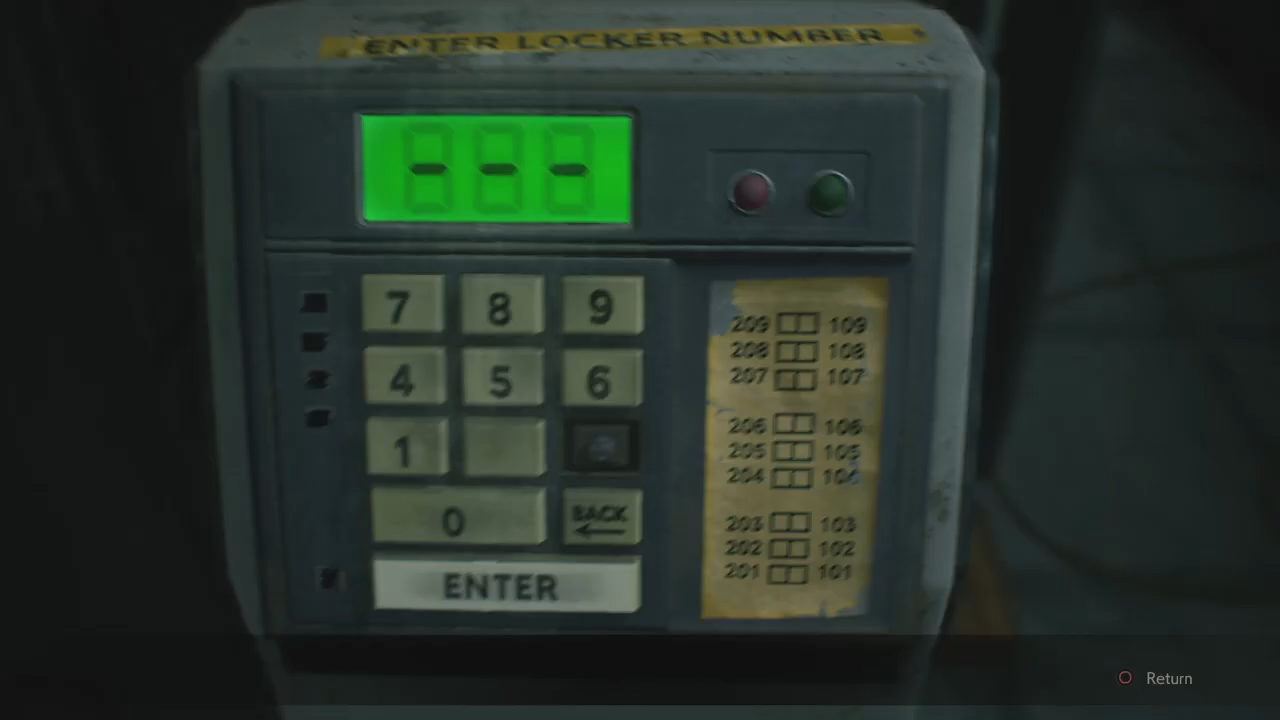 ENTER LOCKER NUMBER
- - -
7 8 9
4 5 6
1
0 BACK
ENTER
209 109
208 108
207 107
206 106
205 105
204 104
203 103
202 102
201 101
Return